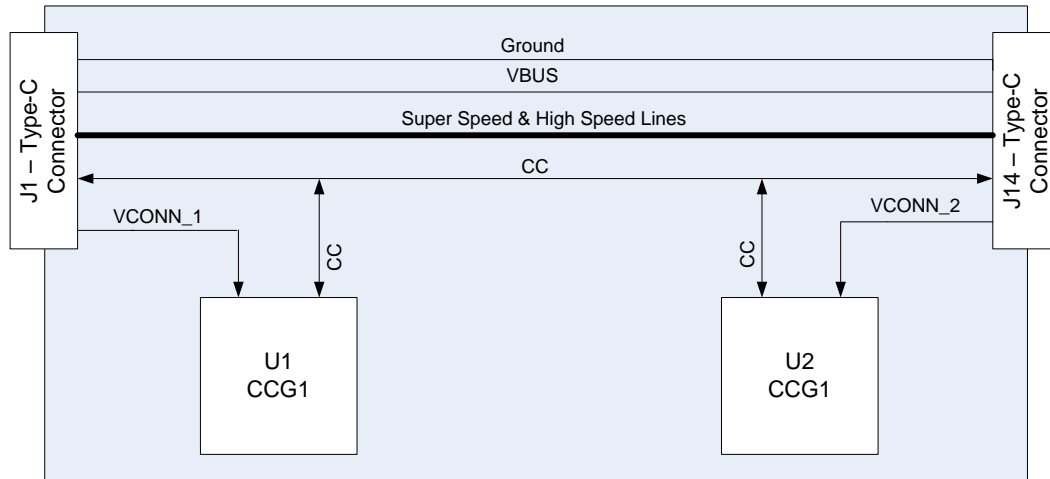 Ground
VBUS
Super Speed & High Speed Lines
CC
J1 – Type-C
Connector
J14 – Type-C
Connector
VCONN_1
VCONN_2
CC
CC
U1
CCG1
U2
CCG1